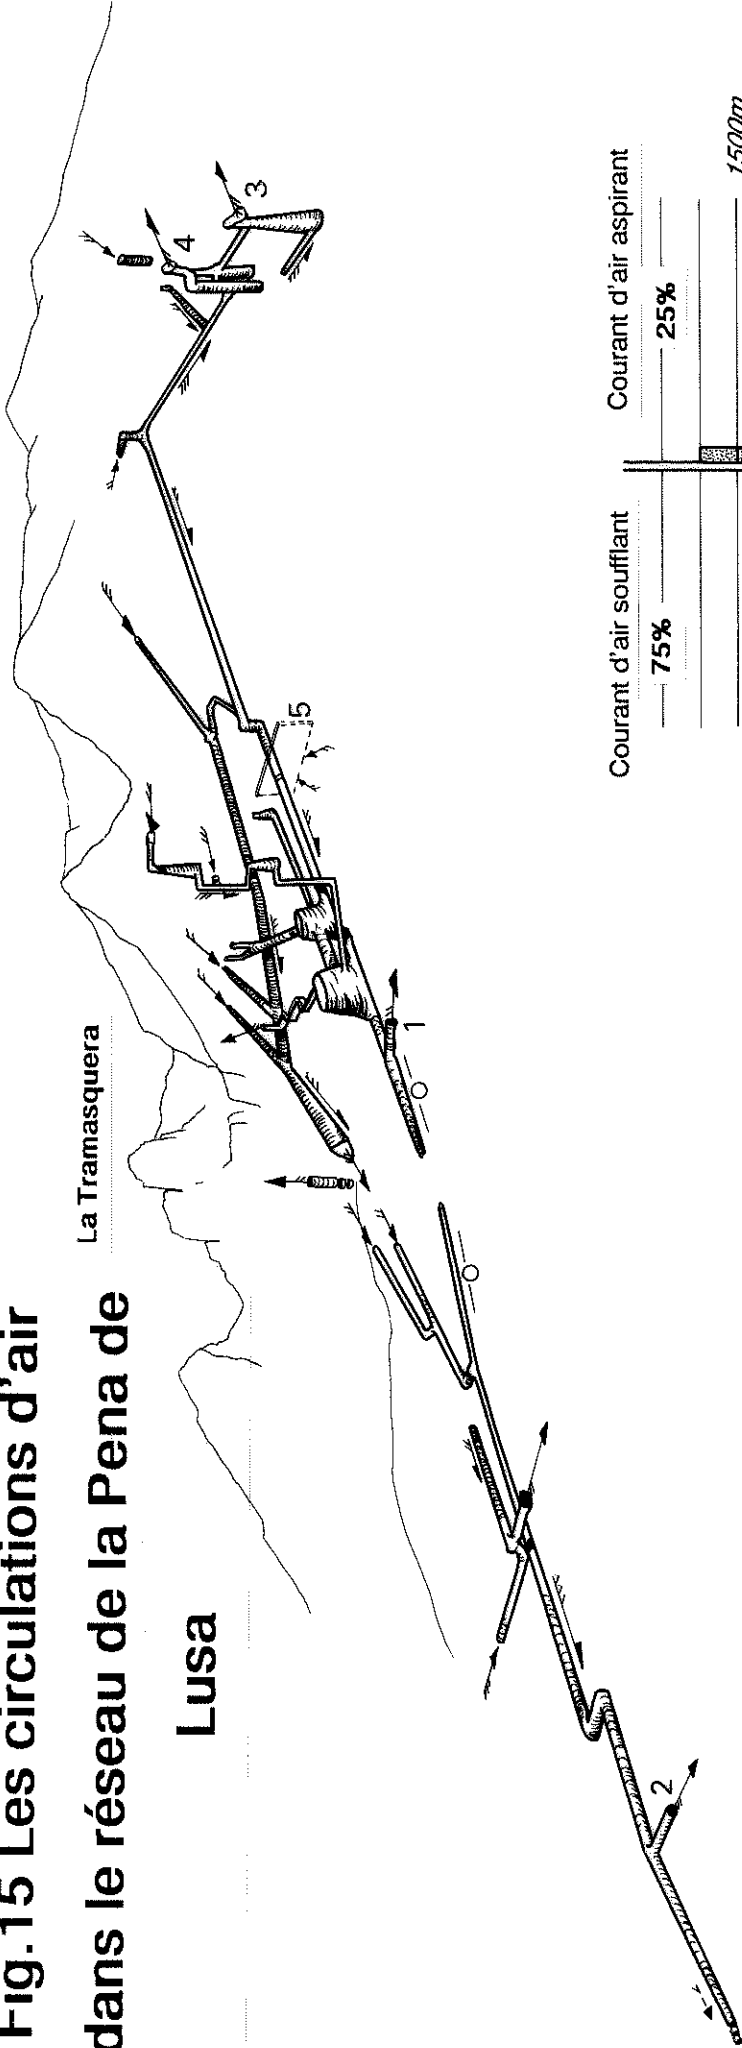 Fig.15 Les circulations d'air
dans le réseau de la Pena de
Lusa
La Tramasquera
4
3
5
1
2
Courant d'air soufflant
Courant d'air aspirant
75%
25%
1500m